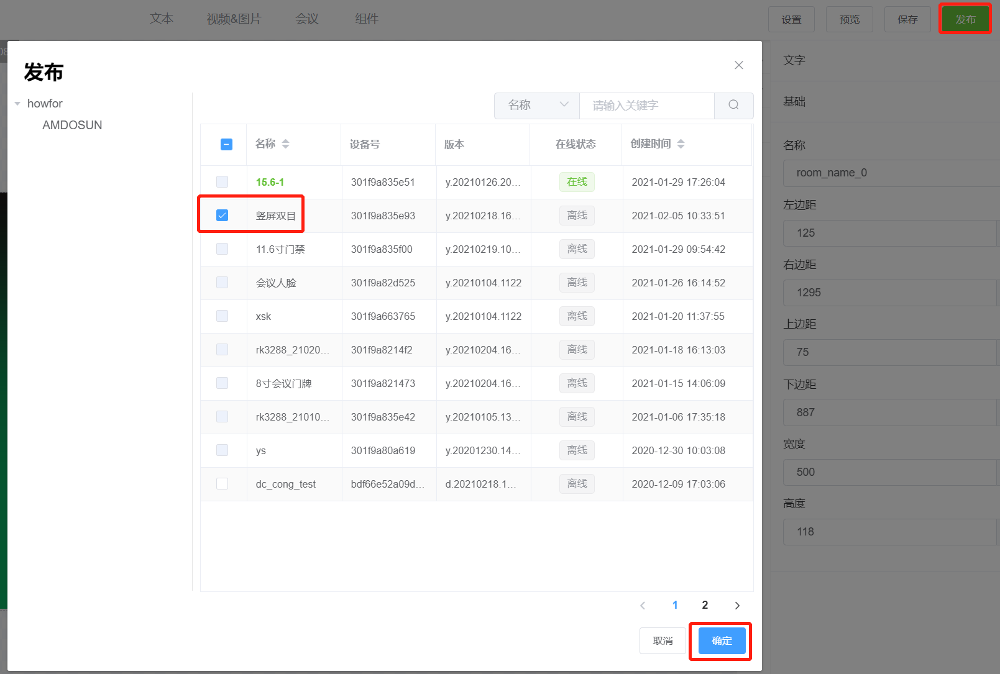 文本 视频&图片 会议 组件 设置 预览 保存 发布
发布
howfor
AMDOSUN
名称 请输入关键字
名称 设备号 版本 在线状态 创建时间
15.6-1 301f9a835e51 y.20210126.20... 在线 2021-01-29 17:26:04
竖屏双目 301f9a835e93 y.20210218.16... 离线 2021-02-05 10:33:51
11.6寸门禁 301f9a835f00 y.20210219.10... 离线 2021-01-29 09:54:42
会议人脸 301f9a82d525 y.20210104.1122 离线 2021-01-26 16:14:52
xsk 301f9a663765 y.20210104.1122 离线 2021-01-20 11:37:55
rk3288_21020... 301f9a8214f2 y.20210204.16... 离线 2021-01-18 16:13:03
8寸会议门牌 301f9a821473 y.20210204.16... 离线 2021-01-15 14:06:09
rk3288_21010... 301f9a835e42 y.20210105.13... 离线 2021-01-06 17:35:18
ys 301f9a80a619 y.20201230.14... 离线 2020-12-30 10:03:08
dc_cong_test bdf66e52a09d... d.20210218.1... 离线 2020-12-09 17:03:06
1 2
取消 确定
文字
基础
名称
room_name_0
左边距
125
右边距
1295
上边距
75
下边距
887
宽度
500
高度
118